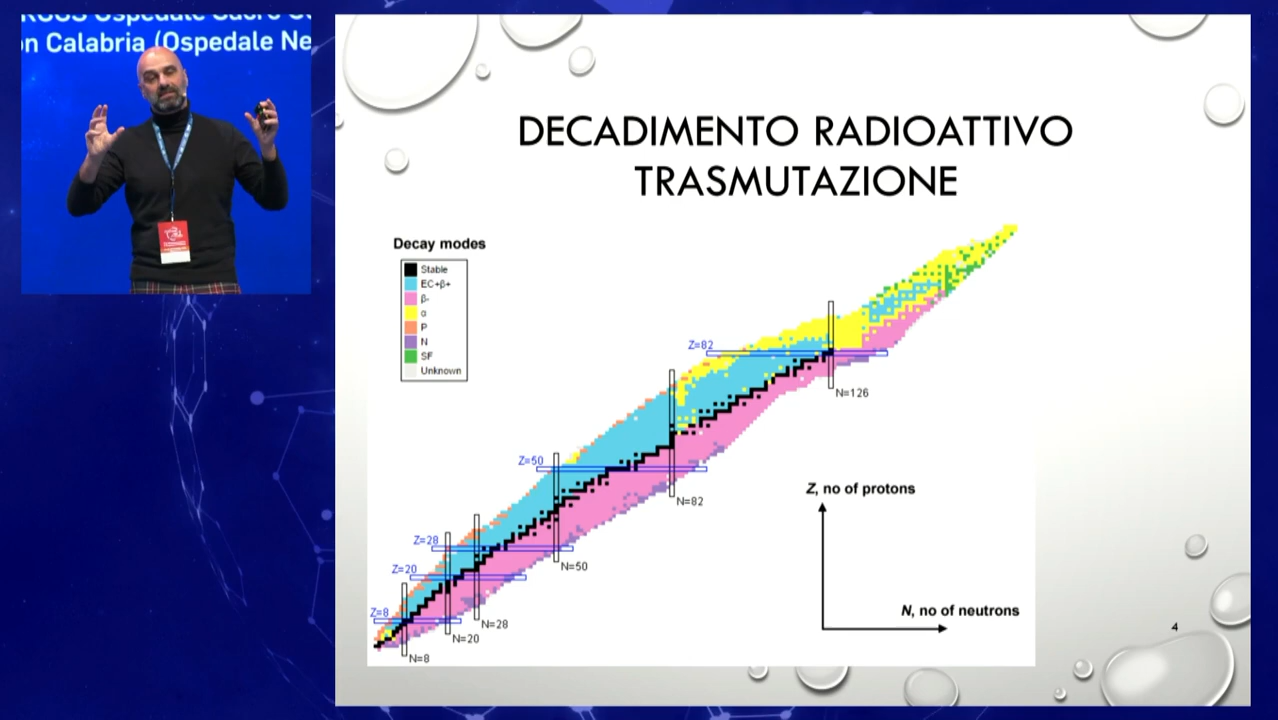 IRCCS Ospedale Sacro C
on Calabria (Ospedale Ne
DECADIMENTO RADIOATTIVO
TRASMUTAZIONE
Decay modes
Stable
EC+β+
β-
α
P
N
SF
Unknown
Z=82
N=126
Z=50
N=82
Z=28
N=50
Z=20
N=28
Z=8
N=20
N=8
Z, no of protons
N, no of neutrons
4